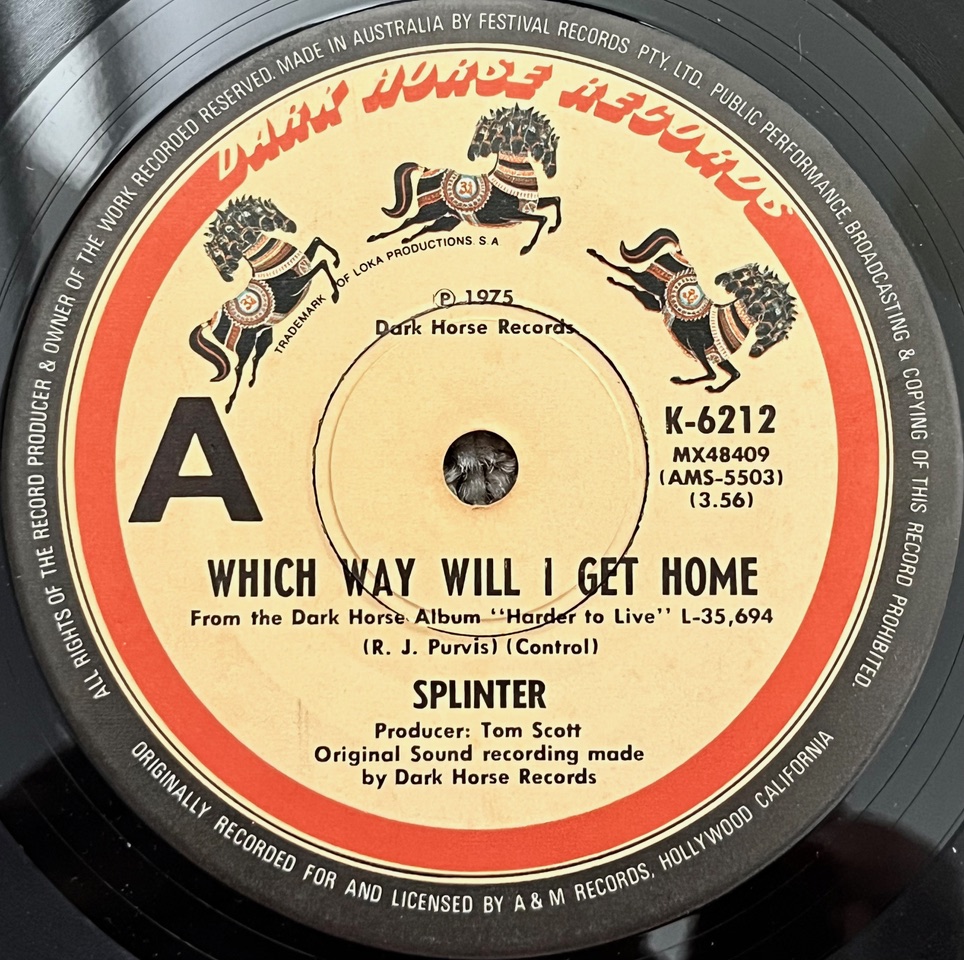 ALL RIGHTS OF THE RECORD PRODUCER & OWNER OF THE WORK RECORDED RESERVED. MADE IN AUSTRALIA BY FESTIVAL RECORDS PTY. LTD. PUBLIC PERFORMANCE, BROADCASTING & COPYING OF THIS RECORD PROHIBITED.
DARK HORSE RECORDS
TRADEMARK OF LOKA PRODUCTIONS S.A
ॐ
ॐ
ॐ
Ⓟ 1975
Dark Horse Records
A
K-6212
MX48409
(AMS-5503)
(3.56)
WHICH WAY WILL I GET HOME
From the Dark Horse Album "Harder to Live" L-35,694
(R. J. Purvis) (Control)
SPLINTER
Producer: Tom Scott
Original Sound recording made
by Dark Horse Records
ORIGINALLY RECORDED FOR AND LICENSED BY A & M RECORDS, HOLLYWOOD CALIFORNIA